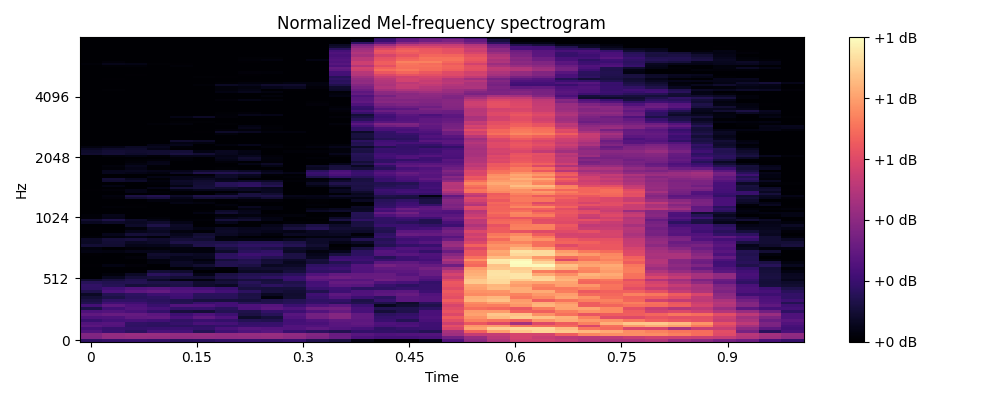 Normalized Mel-frequency spectrogram
+1 dB
4096
+1 dB
2048
+1 dB
Hz
1024
+0 dB
512
+0 dB
0
+0 dB
0 0.15 0.3 0.45 0.6 0.75 0.9
Time